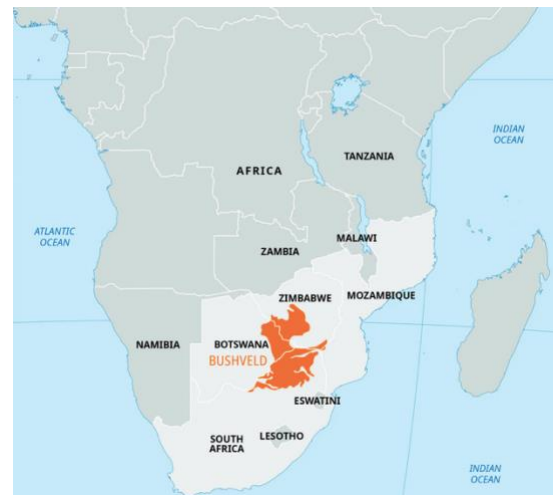 INDIAN
OCEAN
TANZANIA
AFRICA
ATLANTIC
OCEAN
MALAWI
ZAMBIA
ZIMBABWE
MOZAMBIQUE
NAMIBIA
BOTSWANA
BUSHVELD
ESWATINI
SOUTH
AFRICA
LESOTHO
INDIAN
OCEAN